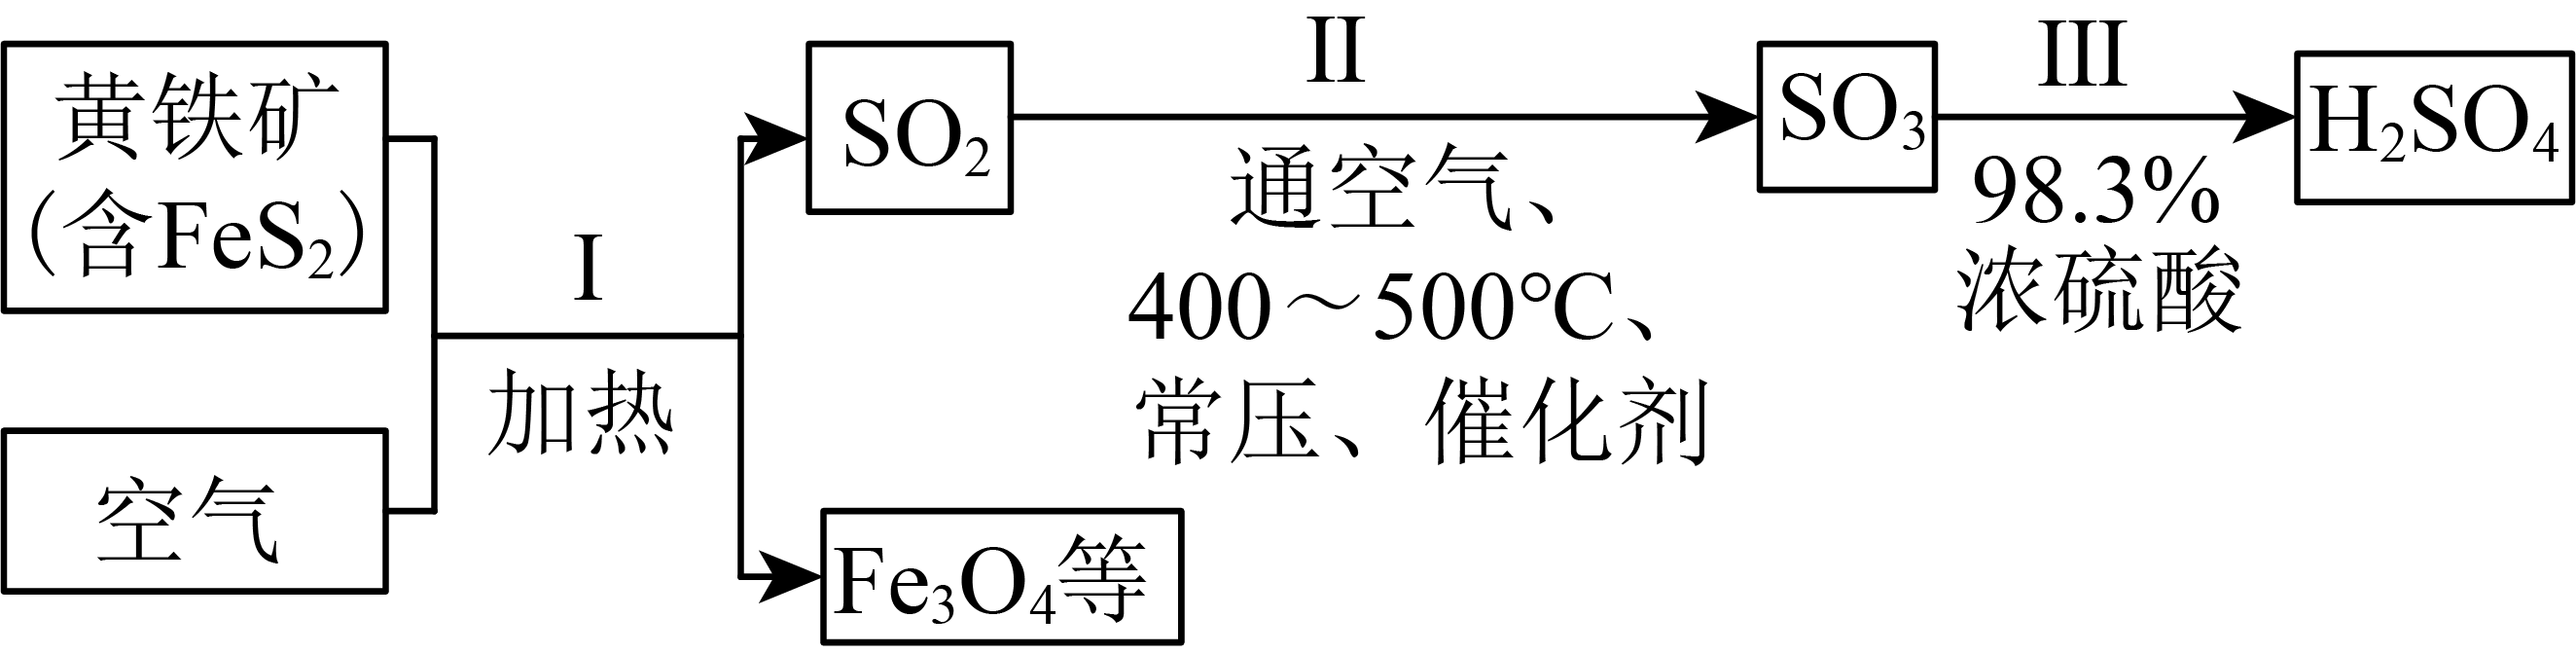 黄铁矿
（含FeS₂）
空气
I
加热
SO₂
Fe₃O₄等
II
通空气、
400～500℃、
常压、催化剂
SO₃
III
98.3%
浓硫酸
H₂SO₄